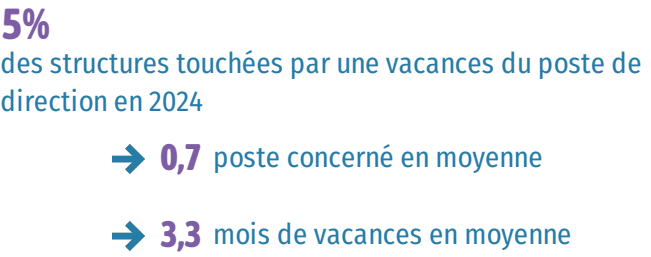 5%
des structures touchées par une vacances du poste de
direction en 2024
→ 0,7 poste concerné en moyenne
→ 3,3 mois de vacances en moyenne